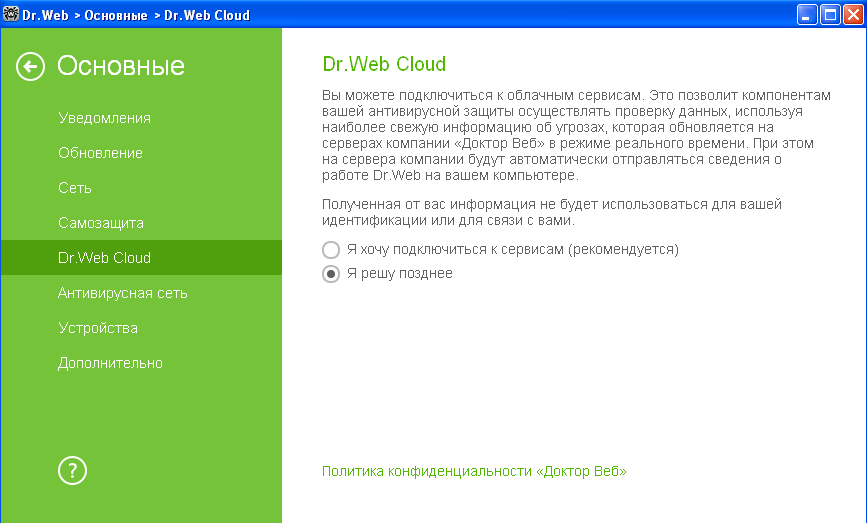 Dr.Web > Основные > Dr.Web Cloud
Основные
Уведомления
Обновление
Сеть
Самозащита
Dr.Web Cloud
Антивирусная сеть
Устройства
Дополнительно
?
Dr.Web Cloud
Вы можете подключиться к облачным сервисам. Это позволит компонентам
вашей антивирусной защиты осуществлять проверку данных, используя
наиболее свежую информацию об угрозах, которая обновляется на
серверах компании «Доктор Веб» в режиме реального времени. При этом
на сервера компании будут автоматически отправляться сведения о
работе Dr.Web на вашем компьютере.
Полученная от вас информация не будет использоваться для вашей
идентификации или для связи с вами.
Я хочу подключиться к сервисам (рекомендуется)
Я решу позднее
Политика конфиденциальности «Доктор Веб»